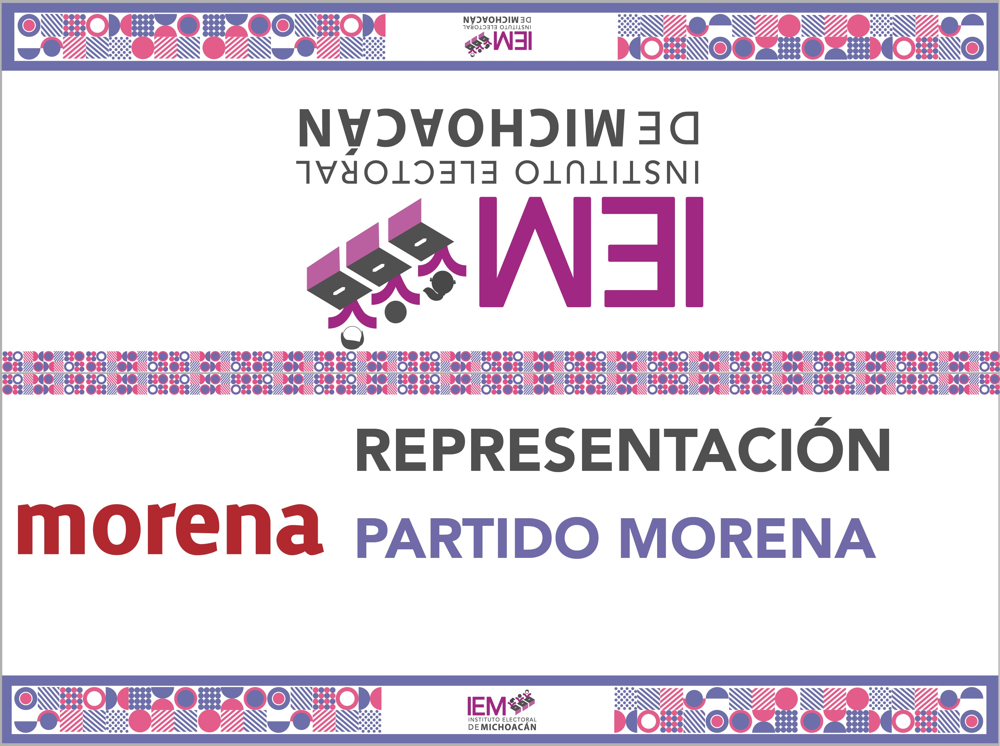 IEM
INSTITUTO ELECTORAL
DE MICHOACÁN
IEM
INSTITUTO ELECTORAL
DE MICHOACÁN
REPRESENTACIÓN
morena
PARTIDO MORENA
IEM
INSTITUTO ELECTORAL
DE MICHOACÁN